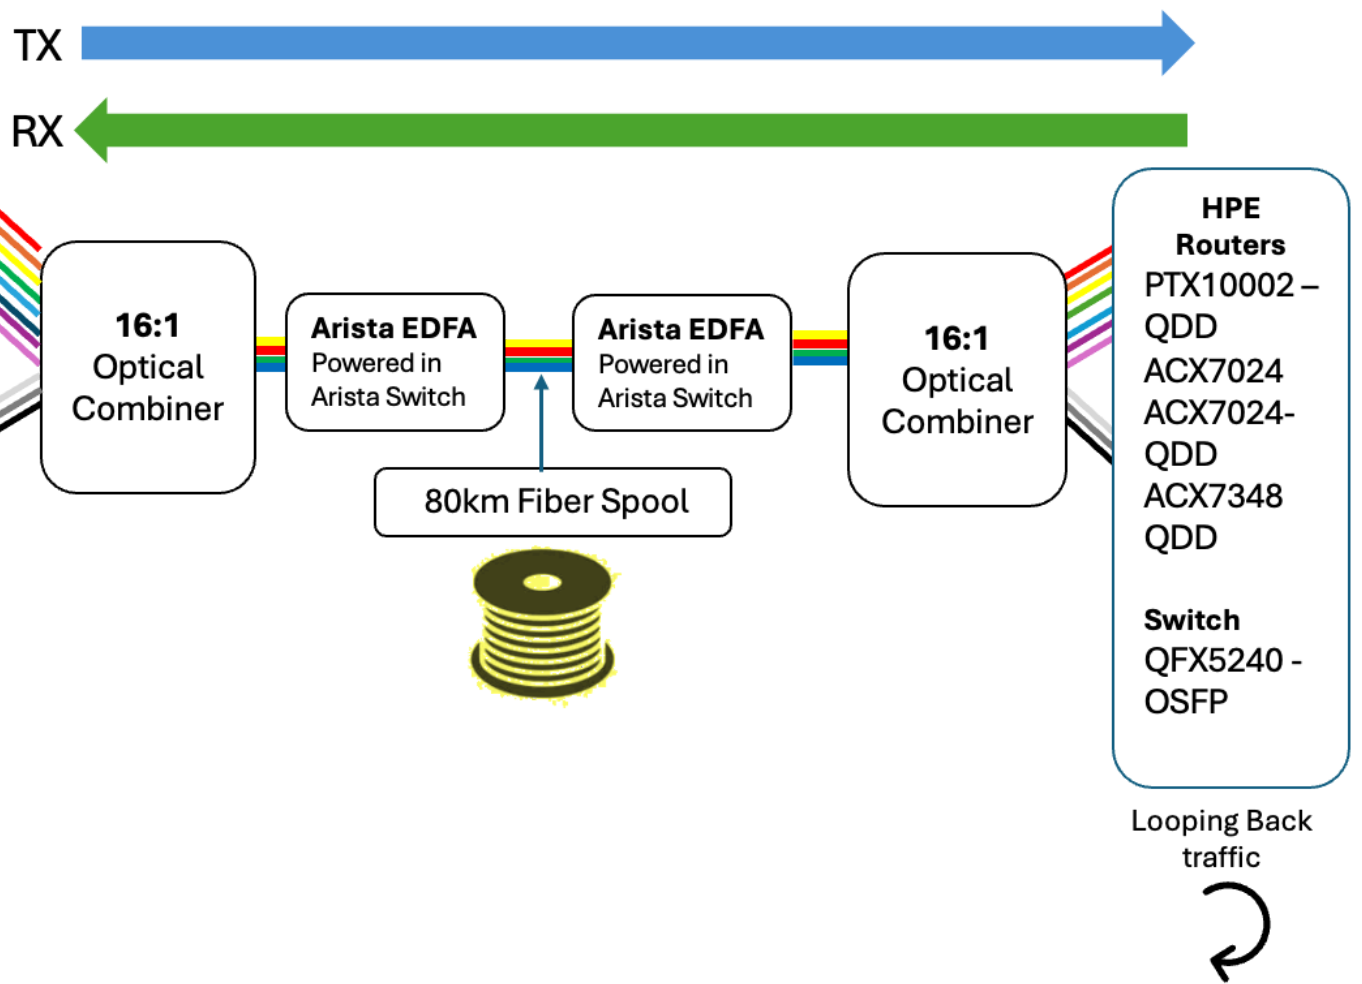 TX
RX
16:1
Optical
Combiner
Arista EDFA
Powered in
Arista Switch
Arista EDFA
Powered in
Arista Switch
80km Fiber Spool
16:1
Optical
Combiner
HPE
Routers
PTX10002 –
QDD
ACX7024
ACX7024-
QDD
ACX7348
QDD
Switch
QFX5240 -
OSFP
Looping Back
traffic